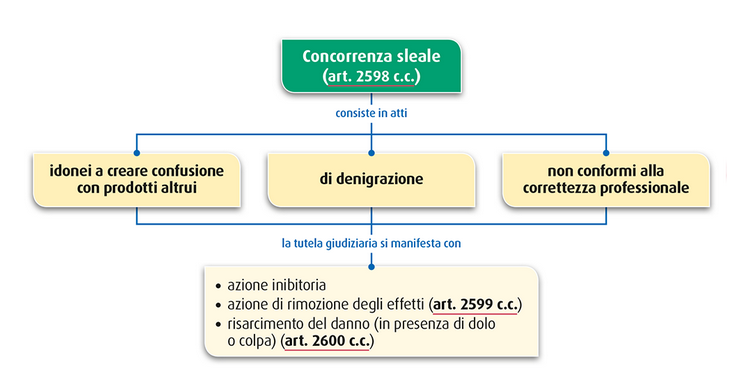 Concorrenza sleale
(art. 2598 c.c.)
consiste in atti
idonei a creare confusione
con prodotti altrui
di denigrazione
non conformi alla
correttezza professionale
la tutela giudiziaria si manifesta con
• azione inibitoria
• azione di rimozione degli effetti (art. 2599 c.c.)
• risarcimento del danno (in presenza di dolo
o colpa) (art. 2600 c.c.)